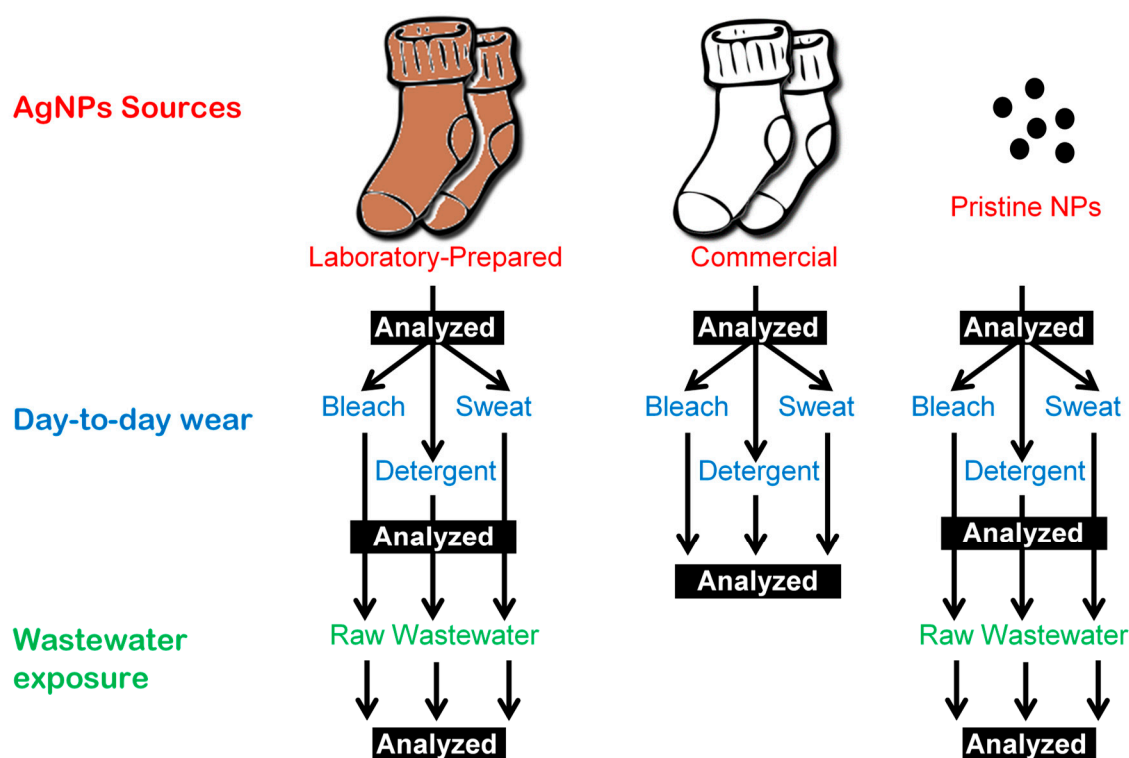 AgNPs Sources
Laboratory-Prepared
Commercial
Pristine NPs
Analyzed
Analyzed
Analyzed
Day-to-day wear
Bleach
Sweat
Detergent
Bleach
Sweat
Detergent
Bleach
Sweat
Detergent
Analyzed
Analyzed
Analyzed
Wastewater
exposure
Raw Wastewater
Raw Wastewater
Analyzed
Analyzed